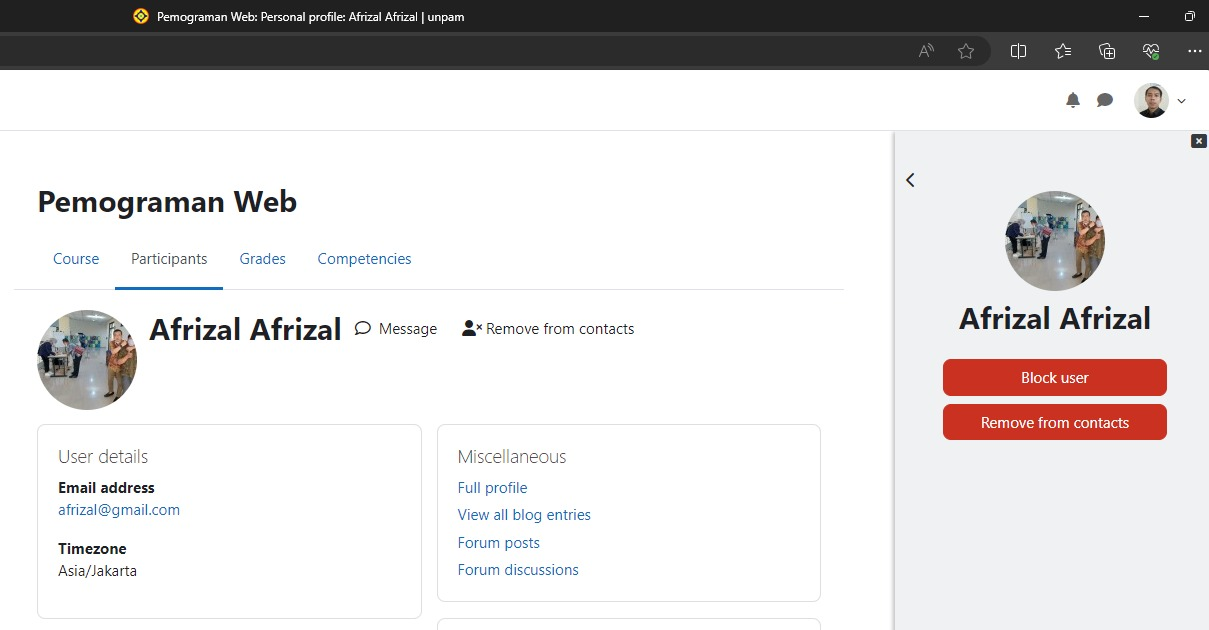 Pemograman Web: Personal profile: Afrizal Afrizal | unpam
Pemograman Web
Course
Participants
Grades
Competencies
Afrizal Afrizal
Message
Remove from contacts
User details
Email address
afrizal@gmail.com
Timezone
Asia/Jakarta
Miscellaneous
Full profile
View all blog entries
Forum posts
Forum discussions
Afrizal Afrizal
Block user
Remove from contacts